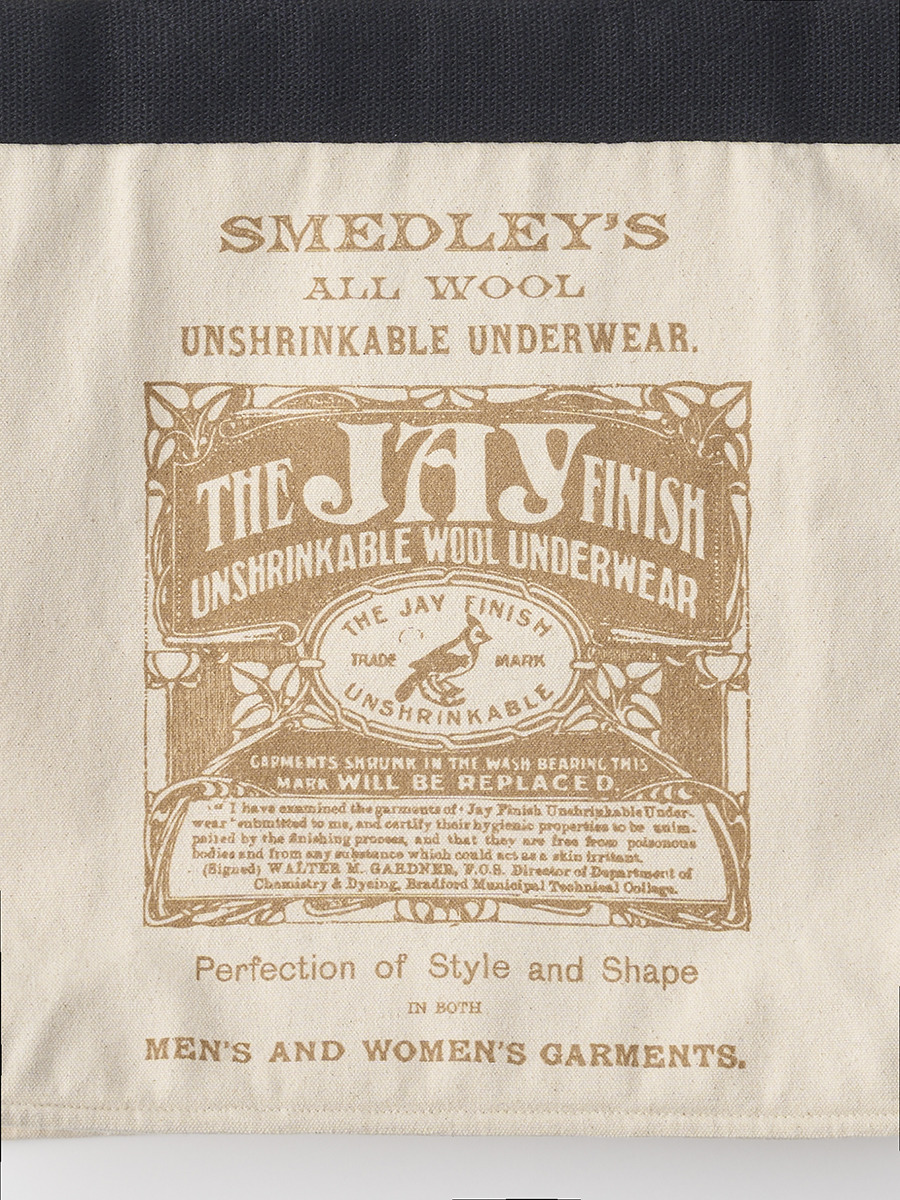 SMEDLEY'S
ALL WOOL
UNSHRINKABLE UNDERWEAR.
THE JAY FINISH
UNSHRINKABLE WOOL UNDERWEAR
THE JAY FINISH
TRADE MARK
UNSHRINKABLE
GARMENTS SHRUNK IN THE WASH BEARING THIS
MARK WILL BE REPLACED.
"I have examined the garments of 'Jay Finish Unshrinkable Under-
wear' submitted to me, and certify their hygienic properties to be unim-
paired by the finishing process, and that they are free from poisonous
bodies and from any substance which could act as a skin irritant.
(Signed) WALTER M. GARDNER, F.C.S. Director of Department of
Chemistry & Dyeing, Bradford Municipal Technical College.
Perfection of Style and Shape
IN BOTH
MEN'S AND WOMEN'S GARMENTS.